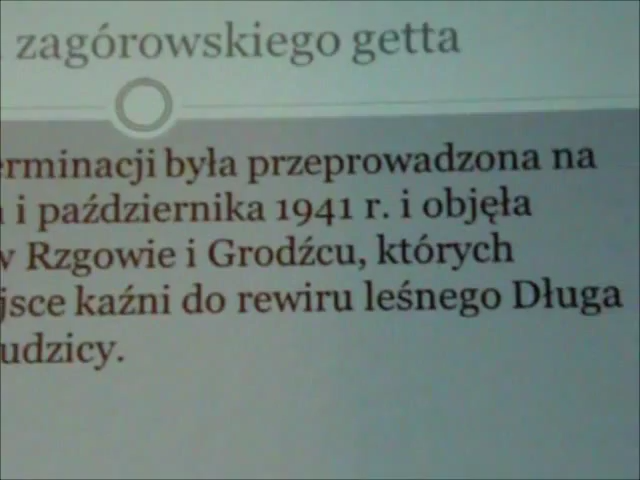 zagórowskiego getta
erminacji była przeprowadzona na
i października 1941 r. i objęła
w Rzgowie i Grodźcu, których
jsce kaźni do rewiru leśnego Długa
udzicy.